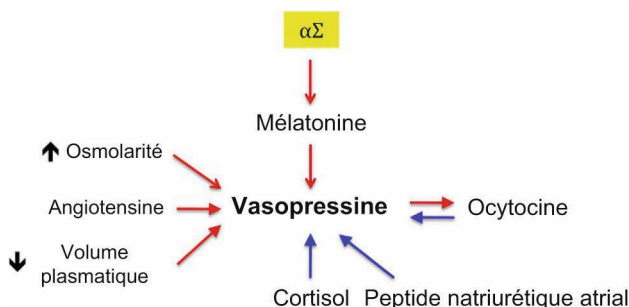 αΣ
Mélatonine
↑ Osmolarité
Angiotensine
Vasopressine
Ocytocine
↓ Volume
plasmatique
Cortisol
Peptide natriurétique atrial